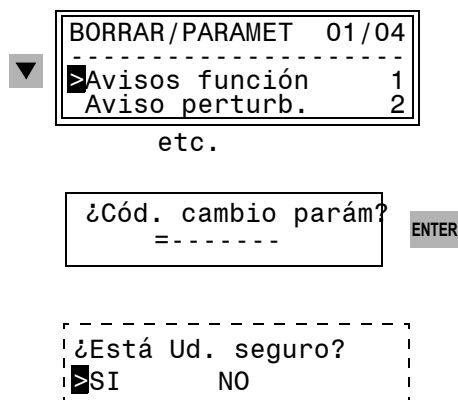 BORRAR/PARAMET 01/04
---------------------
▼
>Avisos función 1
Aviso perturb. 2
etc.
¿Cód. cambio parám?
=-------
ENTER
¿Está Ud. seguro?
>SI NO